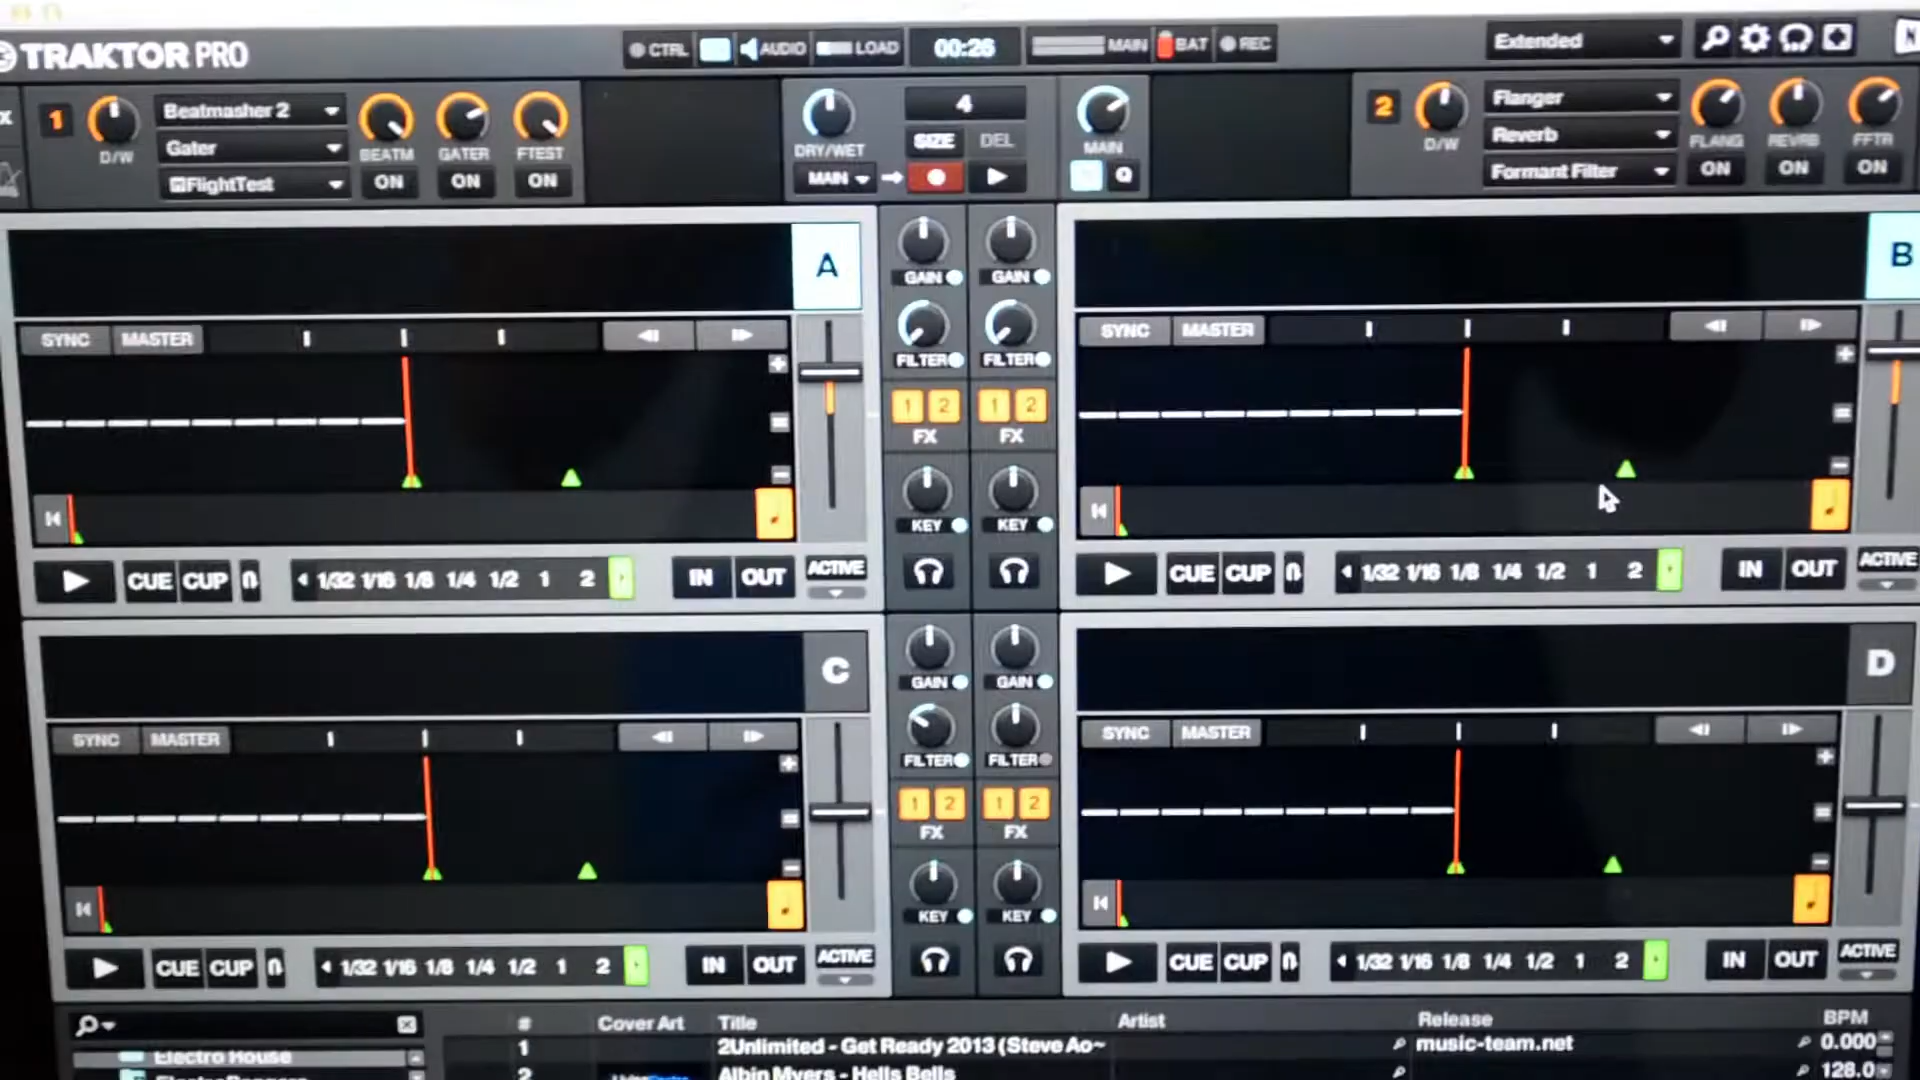 TRAKTOR PRO
CTRL AUDIO LOAD 00:26 MAIN BAT REC Extended
1 D/W Beatmasher 2 BEATM GATER FTEST
Gater
FlightTest ON ON ON
DRY/WET 4 MAIN
SIZE DEL
MAIN Q
2 D/W Flanger FLANG REVRB FFTR
Reverb
Formant Filter ON ON ON
A
SYNC MASTER
CUE CUP 1/32 1/16 1/8 1/4 1/2 1 2 IN OUT ACTIVE
GAIN GAIN
FILTER FILTER
1 2 1 2
FX FX
KEY KEY
B
SYNC MASTER
CUE CUP 1/32 1/16 1/8 1/4 1/2 1 2 IN OUT ACTIVE
C
SYNC MASTER
CUE CUP 1/32 1/16 1/8 1/4 1/2 1 2 IN OUT ACTIVE
GAIN GAIN
FILTER FILTER
1 2 1 2
FX FX
KEY KEY
D
SYNC MASTER
CUE CUP 1/32 1/16 1/8 1/4 1/2 1 2 IN OUT ACTIVE
# Cover Art Title Artist Release BPM
Electro House
1 2Unlimited - Get Ready 2013 (Steve Ao~ music-team.net 0.000
2 Albin Myers - Hells Bells 128.0